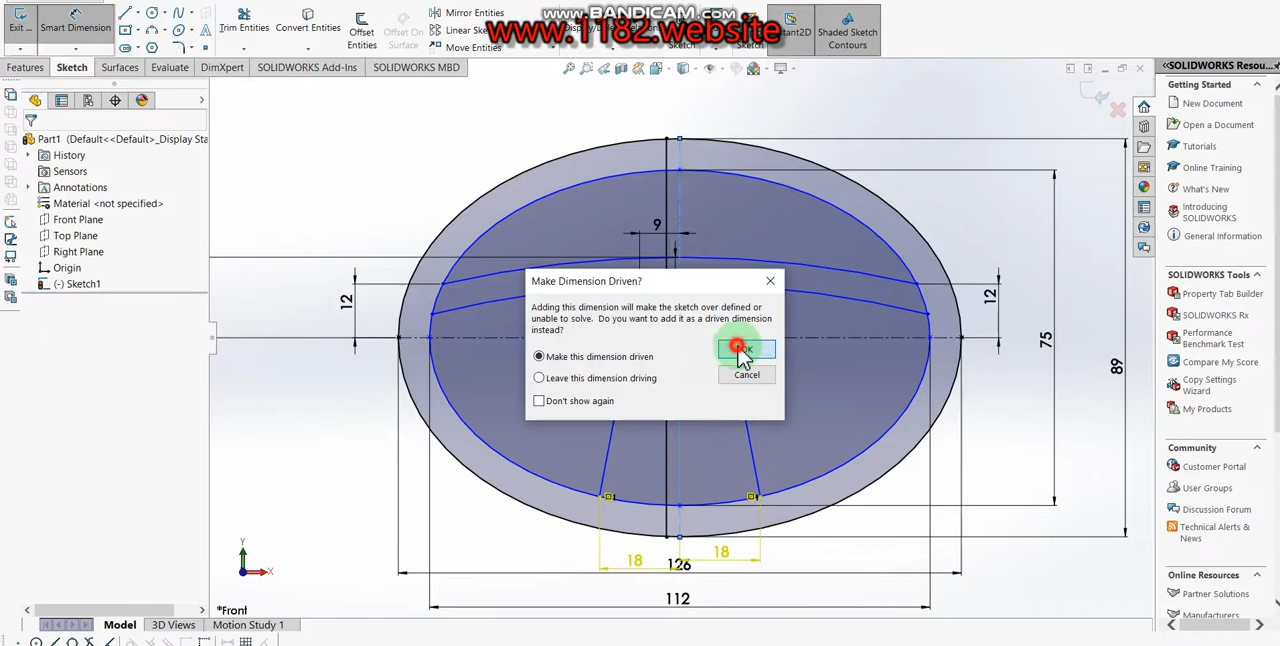 WWW.BANDICAM.COM
www.1182.website
Exit ...
Smart Dimension
Trim Entities
Convert Entities
Offset
Entities
Offset On
Surface
Mirror Entities
Linear Sk
Move Entities
Sketch
Instant2D
Shaded Sketch
Contours
Features
Sketch
Surfaces
Evaluate
DimXpert
SOLIDWORKS Add-Ins
SOLIDWORKS MBD
Part1 (Default<<Default>_Display Sta
History
Sensors
Annotations
Material <not specified>
Front Plane
Top Plane
Right Plane
Origin
(-) Sketch1
9
12
12
75
89
18
18
126
112
Make Dimension Driven?
Adding this dimension will make the sketch over defined or
unable to solve. Do you want to add it as a driven dimension
instead?
Make this dimension driven
Leave this dimension driving
Don't show again
OK
Cancel
Y
X
*Front
Model
3D Views
Motion Study 1
SOLIDWORKS Resou...
Getting Started
New Document
Open a Document
Tutorials
Online Training
What's New
Introducing
SOLIDWORKS
General Information
SOLIDWORKS Tools
Property Tab Builder
SOLIDWORKS Rx
Performance
Benchmark Test
Compare My Score
Copy Settings
Wizard
My Products
Community
Customer Portal
User Groups
Discussion Forum
Technical Alerts &
News
Online Resources
Partner Solutions
Manufacturers